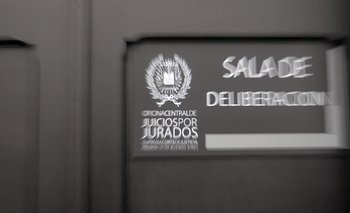 SALA DE
DELIBERACION
OFICINA CENTRAL DE
JUICIOS POR
JURADOS